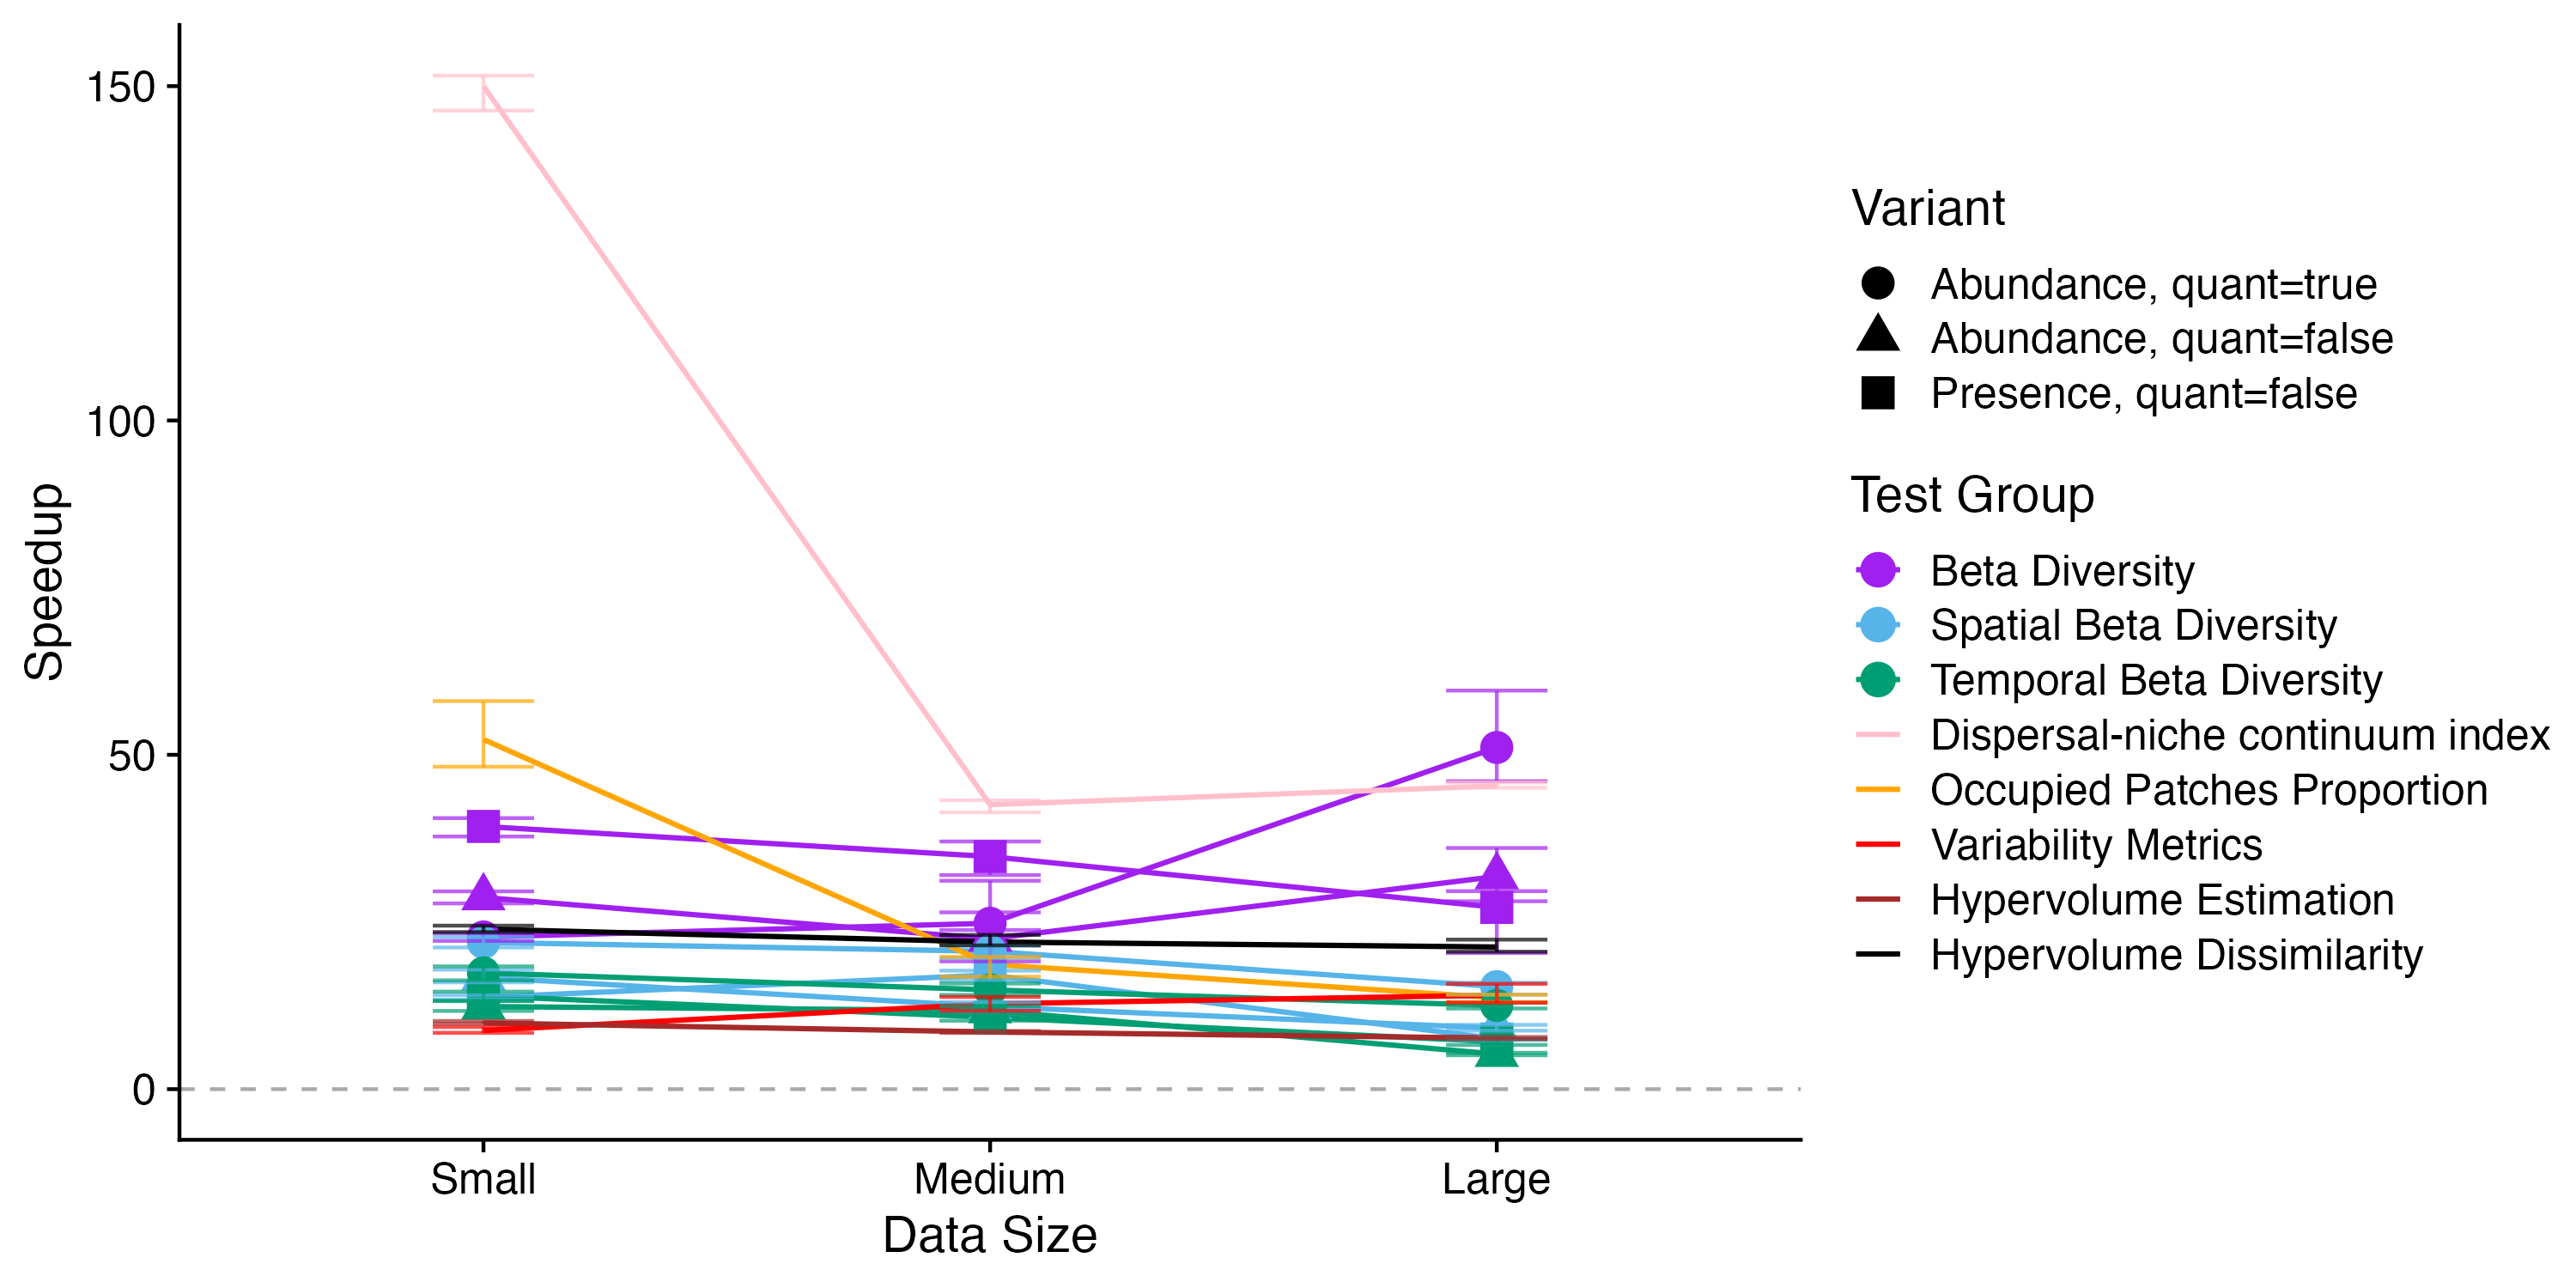 150
100
50
0
Speedup
Small
Medium
Large
Data Size
Variant
Abundance, quant=true
Abundance, quant=false
Presence, quant=false
Test Group
Beta Diversity
Spatial Beta Diversity
Temporal Beta Diversity
Dispersal-niche continuum index
Occupied Patches Proportion
Variability Metrics
Hypervolume Estimation
Hypervolume Dissimilarity